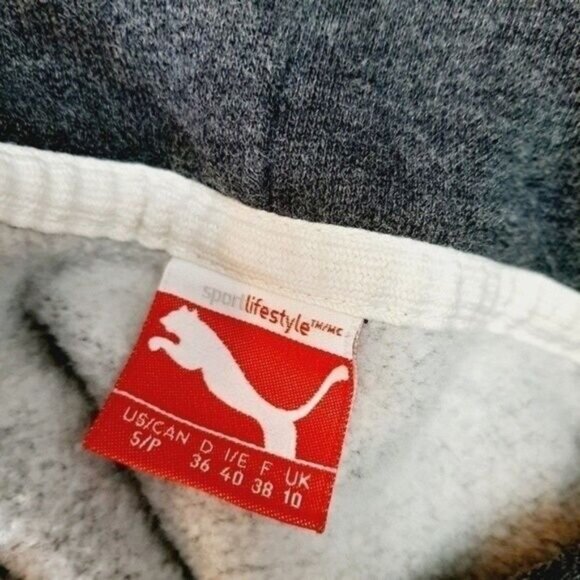 sportlifestyle™/MC
US/CAN D I/E F UK
S/P 36 40 38 10